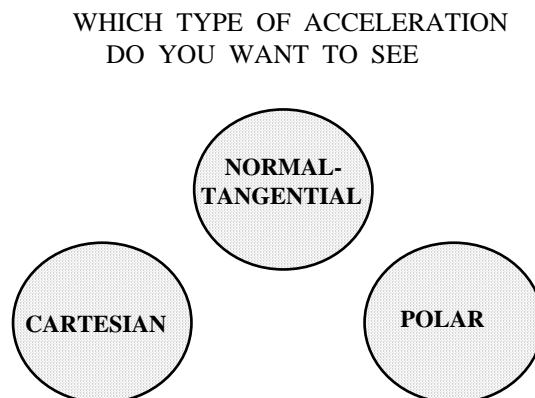 WHICH TYPE OF ACCELERATION
DO YOU WANT TO SEE
NORMAL-
TANGENTIAL
CARTESIAN
POLAR